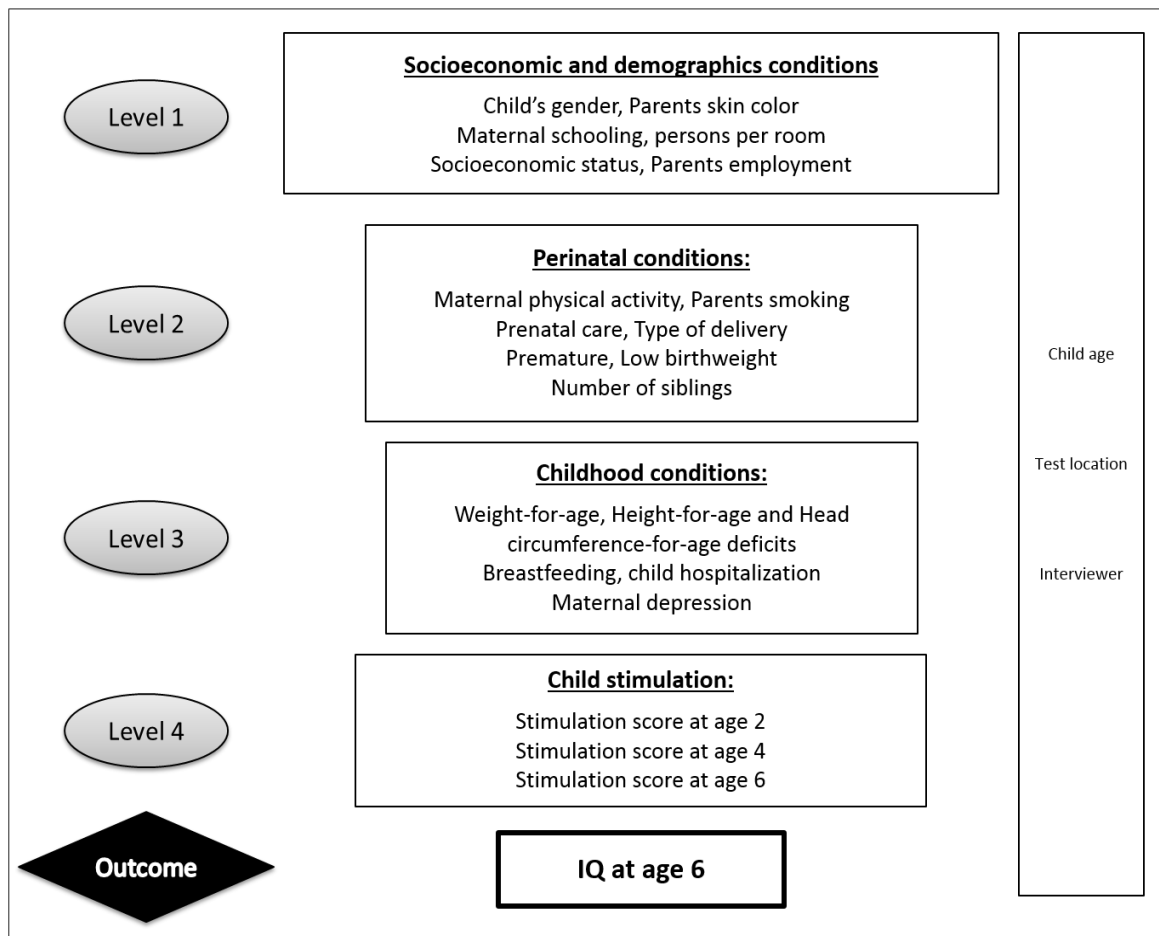 Level 1
Socioeconomic and demographics conditions
Child’s gender, Parents skin color
Maternal schooling, persons per room
Socioeconomic status, Parents employment
Level 2
Perinatal conditions:
Maternal physical activity, Parents smoking
Prenatal care, Type of delivery
Premature, Low birthweight
Number of siblings
Level 3
Childhood conditions:
Weight-for-age, Height-for-age and Head
circumference-for-age deficits
Breastfeeding, child hospitalization
Maternal depression
Level 4
Child stimulation:
Stimulation score at age 2
Stimulation score at age 4
Stimulation score at age 6
Outcome
IQ at age 6
Child age
Test location
Interviewer